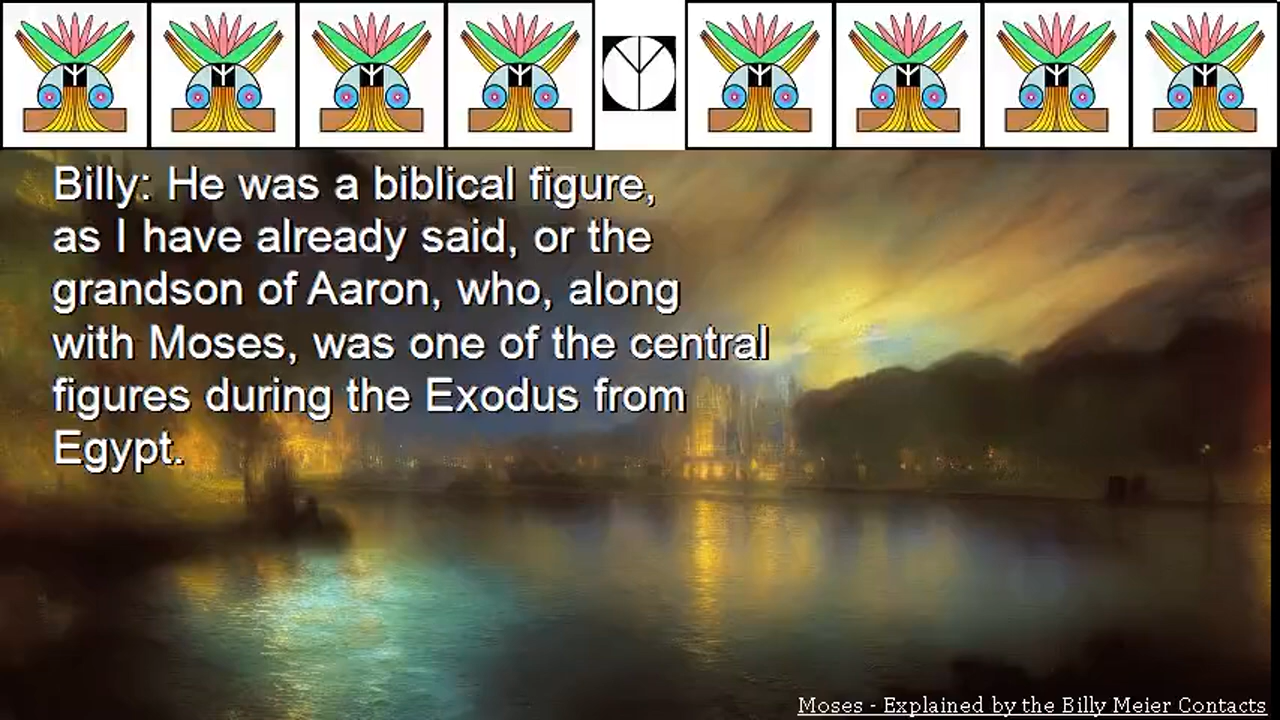 Billy: He was a biblical figure,
as I have already said, or the
grandson of Aaron, who, along
with Moses, was one of the central
figures during the Exodus from
Egypt.
Moses - Explained by the Billy Meier Contacts